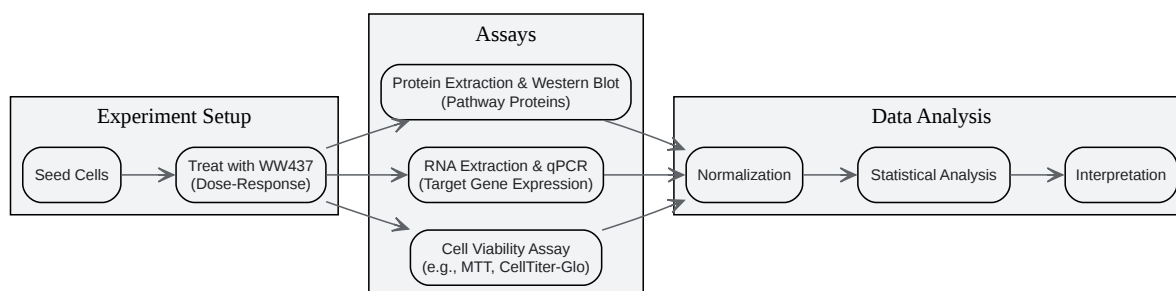 Experiment Setup
Seed Cells
Treat with WW437
(Dose-Response)
Assays
Protein Extraction & Western Blot
(Pathway Proteins)
RNA Extraction & qPCR
(Target Gene Expression)
Cell Viability Assay
(e.g., MTT, CellTiter-Glo)
Data Analysis
Normalization
Statistical Analysis
Interpretation